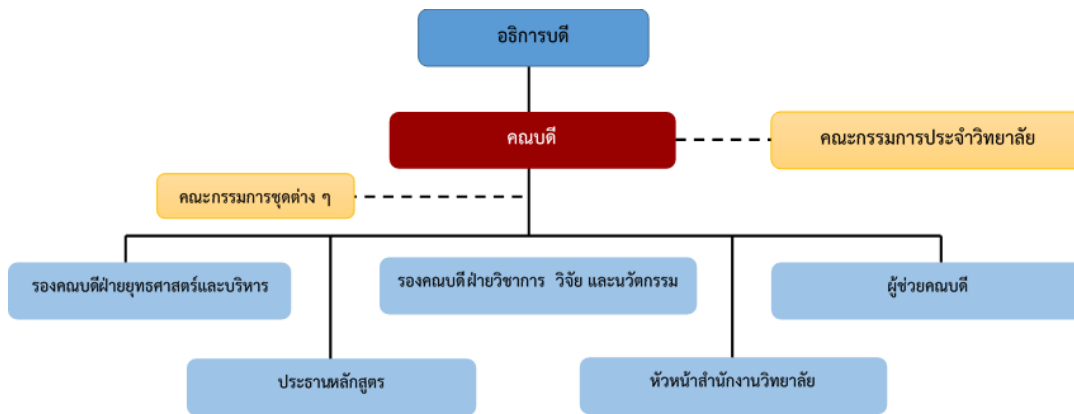 อธิการบดี
คณบดี
คณะกรรมการประจำวิทยาลัย
คณะกรรมการชุดต่าง ๆ
รองคณบดีฝ่ายยุทธศาสตร์และบริหาร
รองคณบดีฝ่ายวิชาการ วิจัย และนวัตกรรม
ผู้ช่วยคณบดี
ประธานหลักสูตร
หัวหน้าสำนักงานวิทยาลัย